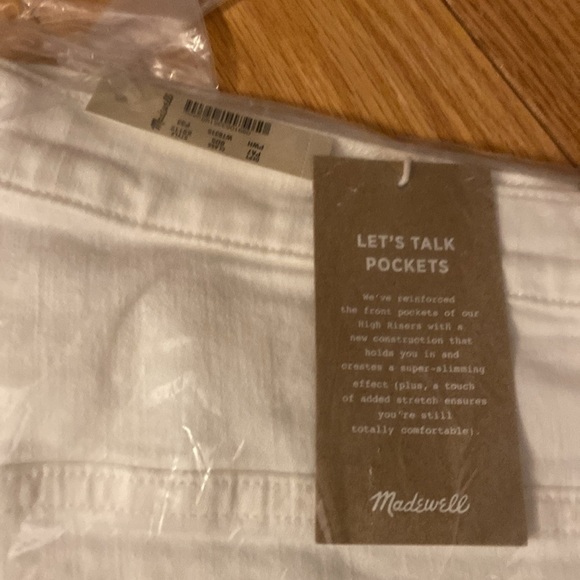 Madewell
LET'S TALK
POCKETS
We've reinforced
the front pockets of our
High Risers with a
new construction that
holds you in and
creates a super-slimming
effect (plus, a touch
of added stretch ensures
you're still
totally comfortable).
Madewell